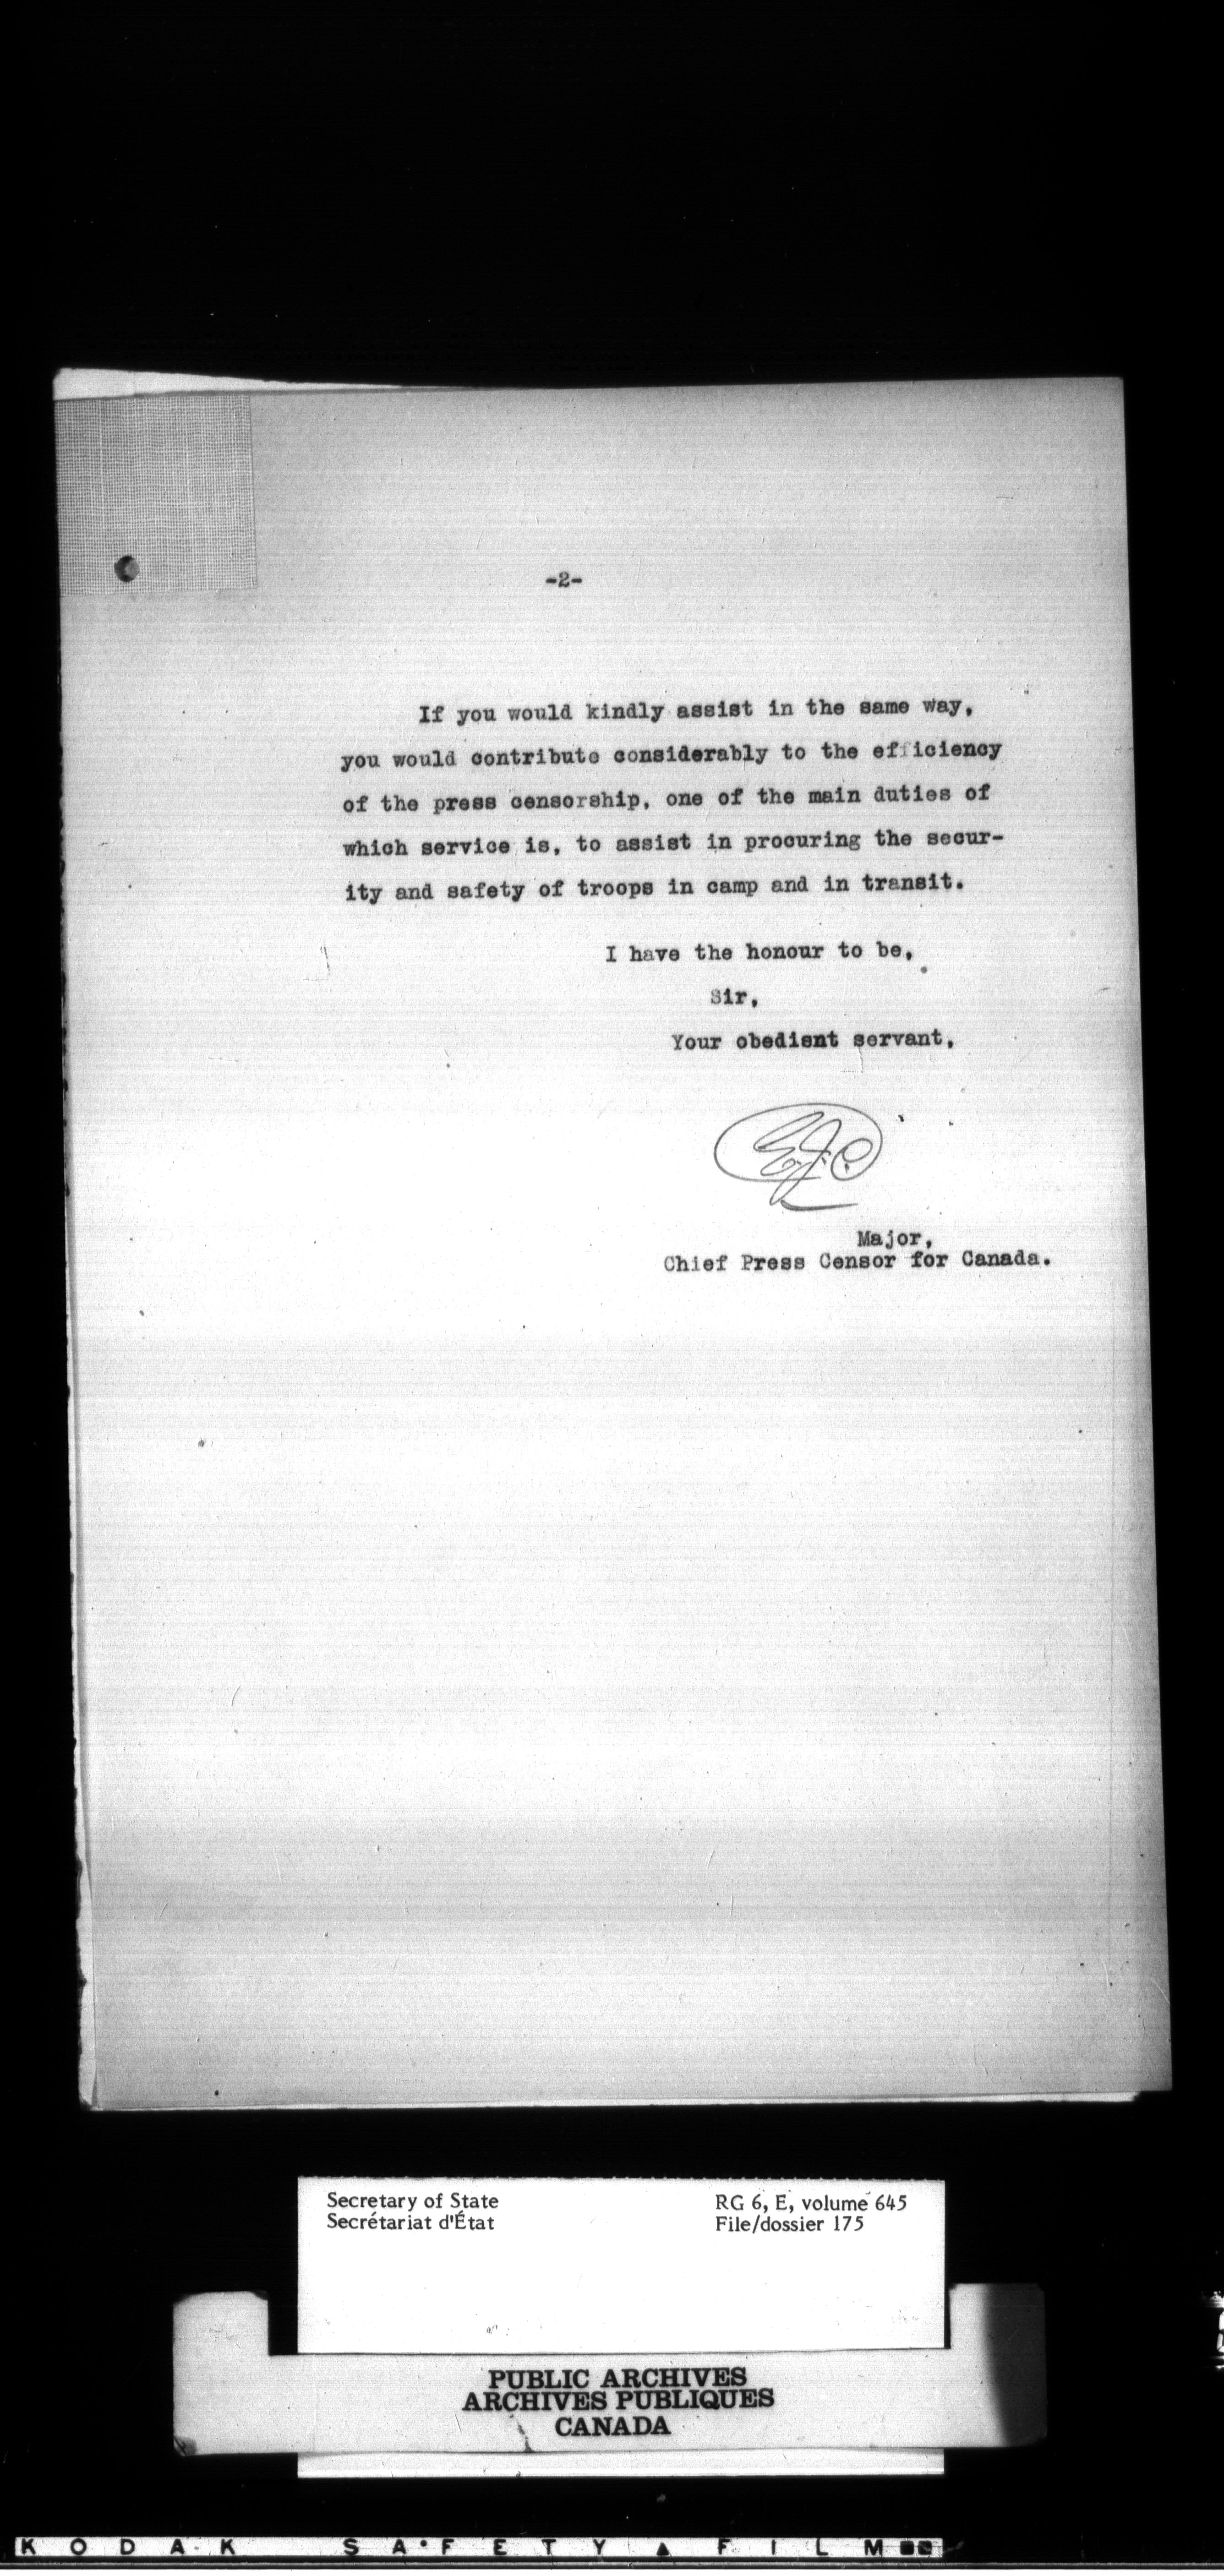 -2-
If you would kindly assist in the same way,
you would contribute considerably to the efficiency
of the press censorship, one of the main duties of
which service is, to assist in procuring the secur-
ity and safety of troops in camp and in transit.
I have the honour to be,
Sir,
Your obedient servant,
E.J.C.
Major,
Chief Press Censor for Canada.
Secretary of State
Secrétariat d'État
RG 6, E, volume 645
File/dossier 175
PUBLIC ARCHIVES
ARCHIVES PUBLIQUES
CANADA
KODAK SAFETY FILM